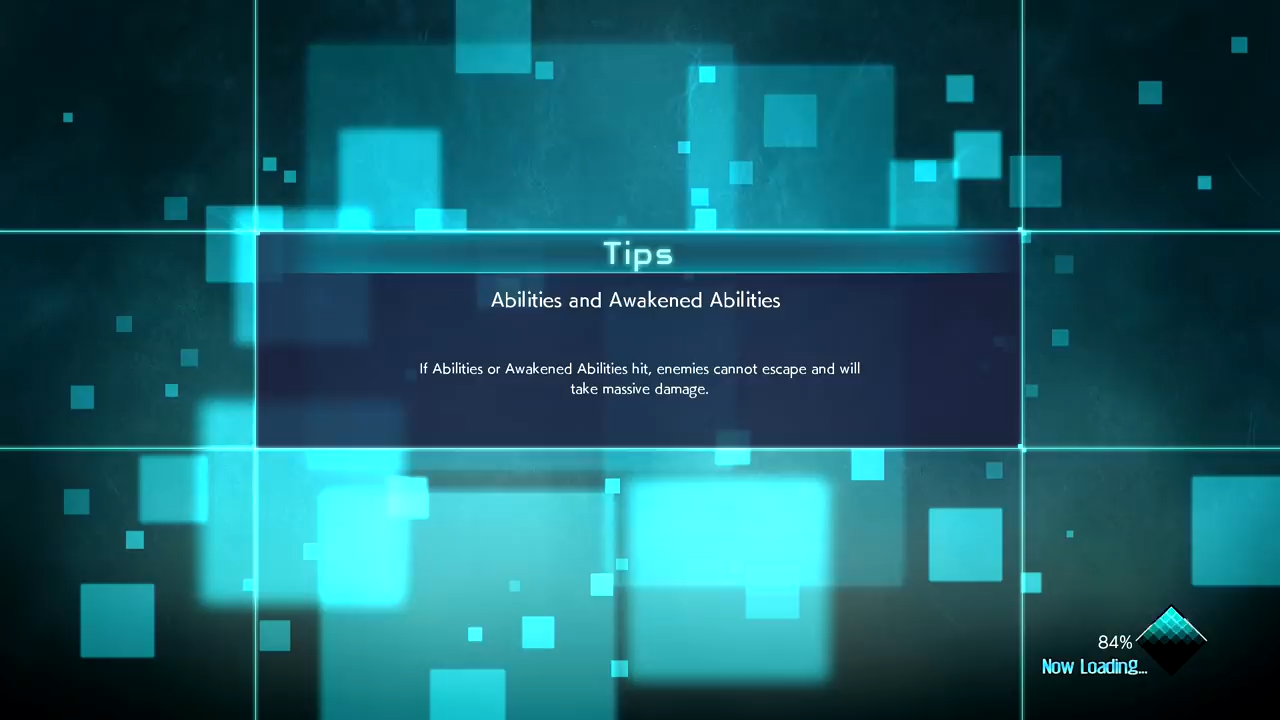 Tips
Abilities and Awakened Abilities
If Abilities or Awakened Abilities hit, enemies cannot escape and will
take massive damage.
84%
Now Loading...